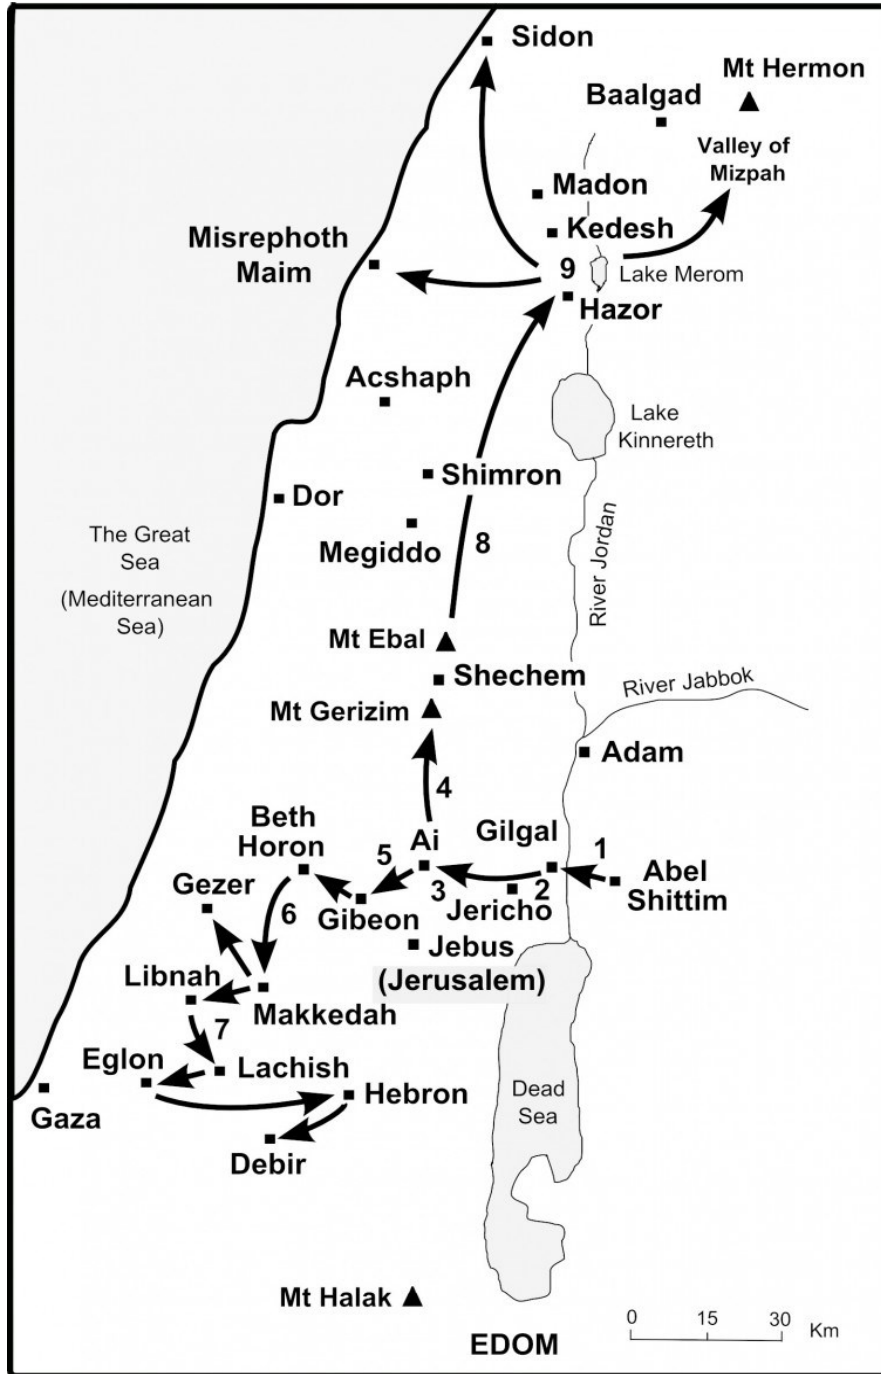 Sidon
Mt Hermon
Baalgad
Valley of
Mizpah
Madon
Kedesh
Misrephoth
Maim
9
Lake Merom
Hazor
Acshaph
Lake
Kinnereth
Shimron
Dor
Megiddo
8
River Jordan
The Great
Sea
(Mediterranean
Sea)
Mt Ebal
Shechem
River Jabbok
Mt Gerizim
Adam
4
Beth
Horon
Ai
Gilgal
1
5
3
2
Abel
Shittim
Gezer
6
Gibeon
Jericho
Jebus
(Jerusalem)
Libnah
Makkedah
7
Eglon
Lachish
Hebron
Dead
Sea
Gaza
Debir
Mt Halak
0 15 30
Km
EDOM